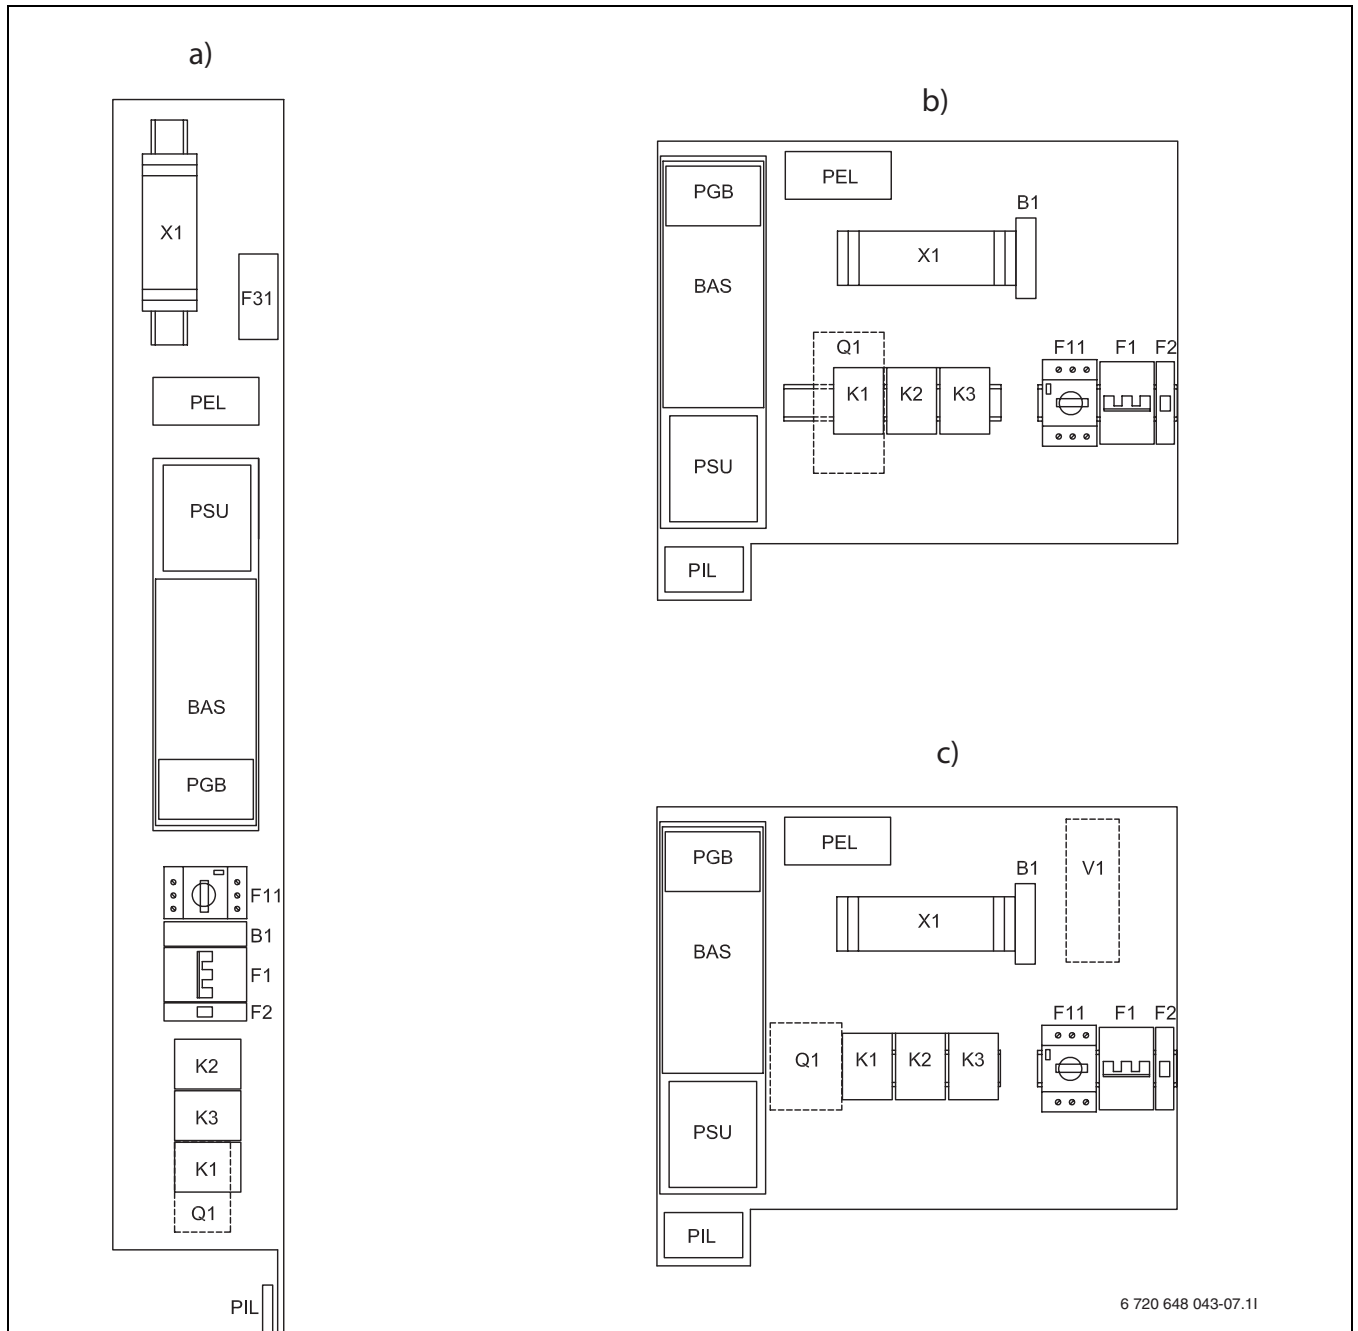 a)
X1
F31
PEL
PSU
BAS
PGB
F11
B1
F1
F2
K2
K3
K1
Q1
PIL
b)
PGB
PEL
B1
X1
BAS
Q1
F11
F1
F2
K1
K2
K3
PSU
PIL
c)
PGB
PEL
B1
V1
X1
BAS
F11
F1
F2
Q1
K1
K2
K3
PSU
PIL
6 720 648 043-07.1I